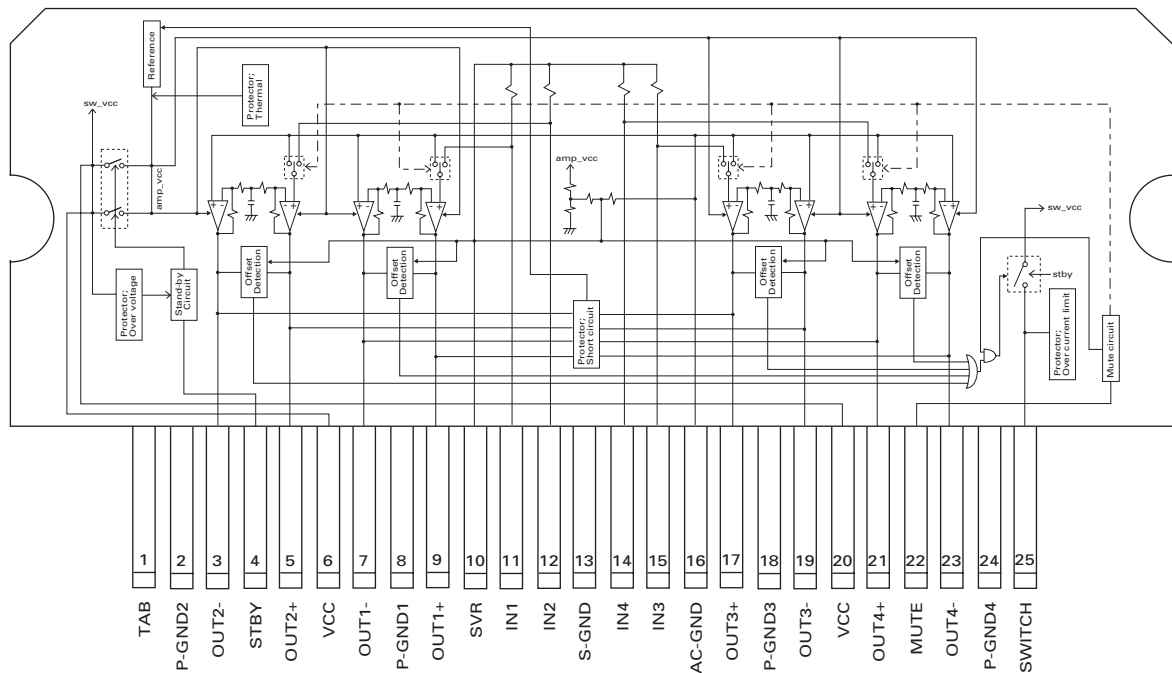 Reference
Protector;
Thermal
sw_vcc
amp_vcc
amp_vcc
sw_vcc
stby
+ -
+
+ -
+
+ -
+
+ -
+
+ -
+ -
+ -
+ -
Offset
Detection
Offset
Detection
Offset
Detection
Offset
Detection
Protector;
Over voltage
Stand-by
Circuit
Protector;
Short circuit
Protector;
Over current limit
Mute circuit
1
2
3
4
5
6
7
8
9
10
11
12
13
14
15
16
17
18
19
20
21
22
23
24
25
TAB
P-GND2
OUT2-
STBY
OUT2+
VCC
OUT1-
P-GND1
OUT1+
SVR
IN1
IN2
S-GND
IN4
IN3
AC-GND
OUT3+
P-GND3
OUT3-
VCC
OUT4+
MUTE
OUT4-
P-GND4
SWITCH